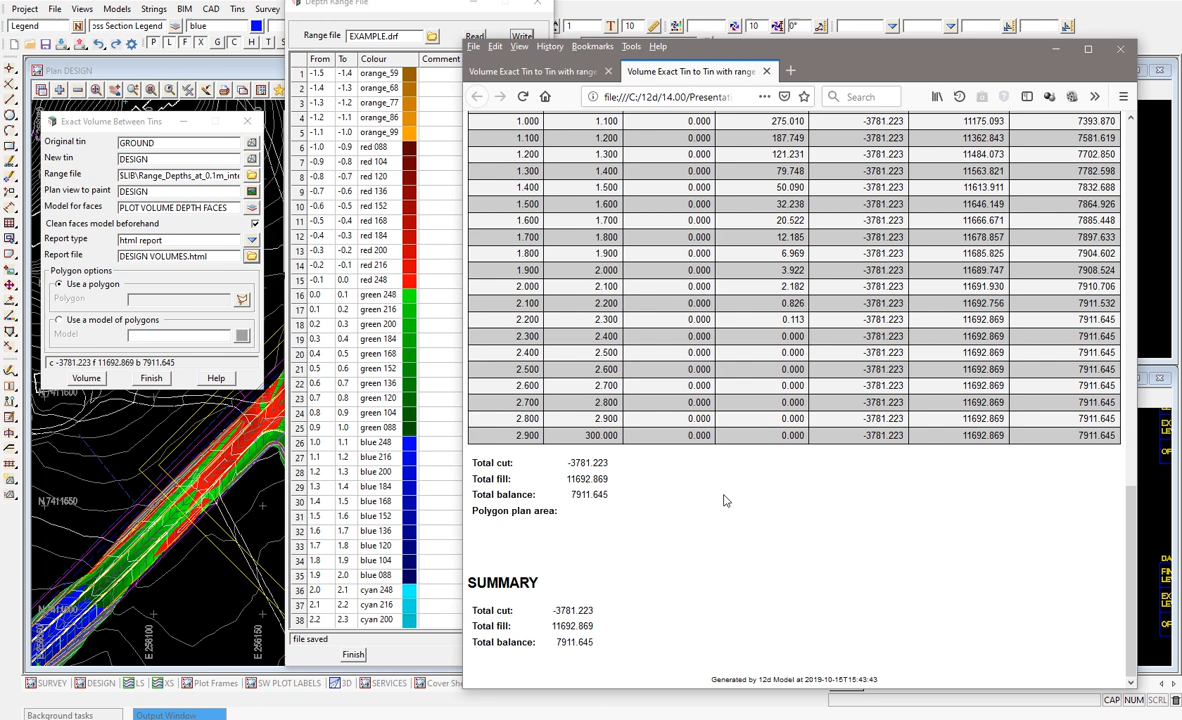 Project File Views Models Strings BIM CAD Tins Survey
Legend N ɔss Section Legend blue 1 T 10 10 0°
P L S F X G C H T
Plan DESIGN
Exact Volume Between Tins
Original tin GROUND
New tin DESIGN
Range file $LIB\Range_Depths_at_0.1m_inte
Plan view to paint DESIGN
Model for faces PLOT VOLUME DEPTH FACES
Clean faces model beforehand
Report type html report
Report file DESIGN VOLUMES.html
Polygon options
Use a polygon
Polygon
Use a model of polygons
Model
c -3781.223 f 11692.869 b 7911.645
Volume Finish Help
N 7411600
N 7411550
N 7411500
E 256100
E 256150
Depth Range File
Range file EXAMPLE.drf Read Write
From To Colour Comment
1 -1.5 -1.4 orange_59
2 -1.4 -1.3 orange_68
3 -1.3 -1.2 orange_77
4 -1.2 -1.1 orange_86
5 -1.1 -1.0 orange_99
6 -1.0 -0.9 red 088
7 -0.9 -0.8 red 104
8 -0.8 -0.7 red 120
9 -0.7 -0.6 red 136
10 -0.6 -0.5 red 152
11 -0.5 -0.4 red 168
12 -0.4 -0.3 red 184
13 -0.3 -0.2 red 200
14 -0.2 -0.1 red 216
15 -0.1 0.0 red 248
16 0.0 0.1 green 248
17 0.1 0.2 green 216
18 0.2 0.3 green 200
19 0.3 0.4 green 184
20 0.4 0.5 green 168
21 0.5 0.6 green 152
22 0.6 0.7 green 136
23 0.7 0.8 green 120
24 0.8 0.9 green 104
25 0.9 1.0 green 088
26 1.0 1.1 blue 248
27 1.1 1.2 blue 216
28 1.2 1.3 blue 200
29 1.3 1.4 blue 184
30 1.4 1.5 blue 168
31 1.5 1.6 blue 152
32 1.6 1.7 blue 136
33 1.7 1.8 blue 120
34 1.8 1.9 blue 104
35 1.9 2.0 blue 088
36 2.0 2.1 cyan 248
37 2.1 2.2 cyan 216
38 2.2 2.3 cyan 200
file saved
Finish
File Edit View History Bookmarks Tools Help
Volume Exact Tin to Tin with range
Volume Exact Tin to Tin with range
file:///C:/12d/14.00/Presentati
Search
1.000 1.100 0.000 275.010 -3781.223 11175.093 7393.870
1.100 1.200 0.000 187.749 -3781.223 11362.843 7581.619
1.200 1.300 0.000 121.231 -3781.223 11484.073 7702.850
1.300 1.400 0.000 79.748 -3781.223 11563.821 7782.598
1.400 1.500 0.000 50.090 -3781.223 11613.911 7832.688
1.500 1.600 0.000 32.238 -3781.223 11646.149 7864.926
1.600 1.700 0.000 20.522 -3781.223 11666.671 7885.448
1.700 1.800 0.000 12.185 -3781.223 11678.857 7897.633
1.800 1.900 0.000 6.969 -3781.223 11685.825 7904.602
1.900 2.000 0.000 3.922 -3781.223 11689.747 7908.524
2.000 2.100 0.000 2.182 -3781.223 11691.930 7910.706
2.100 2.200 0.000 0.826 -3781.223 11692.756 7911.532
2.200 2.300 0.000 0.113 -3781.223 11692.869 7911.645
2.300 2.400 0.000 0.000 -3781.223 11692.869 7911.645
2.400 2.500 0.000 0.000 -3781.223 11692.869 7911.645
2.500 2.600 0.000 0.000 -3781.223 11692.869 7911.645
2.600 2.700 0.000 0.000 -3781.223 11692.869 7911.645
2.700 2.800 0.000 0.000 -3781.223 11692.869 7911.645
2.800 2.900 0.000 0.000 -3781.223 11692.869 7911.645
2.900 300.000 0.000 0.000 -3781.223 11692.869 7911.645
Total cut: -3781.223
Total fill: 11692.869
Total balance: 7911.645
Polygon plan area:
SUMMARY
Total cut: -3781.223
Total fill: 11692.869
Total balance: 7911.645
Generated by 12d Model at 2019-10-15T15:43:43
SURVEY DESIGN LS XS Plot Frames SW PLOT LABELS 3D SERVICES Cover Sh
CAP NUM SCRL
Background tasks Output Window